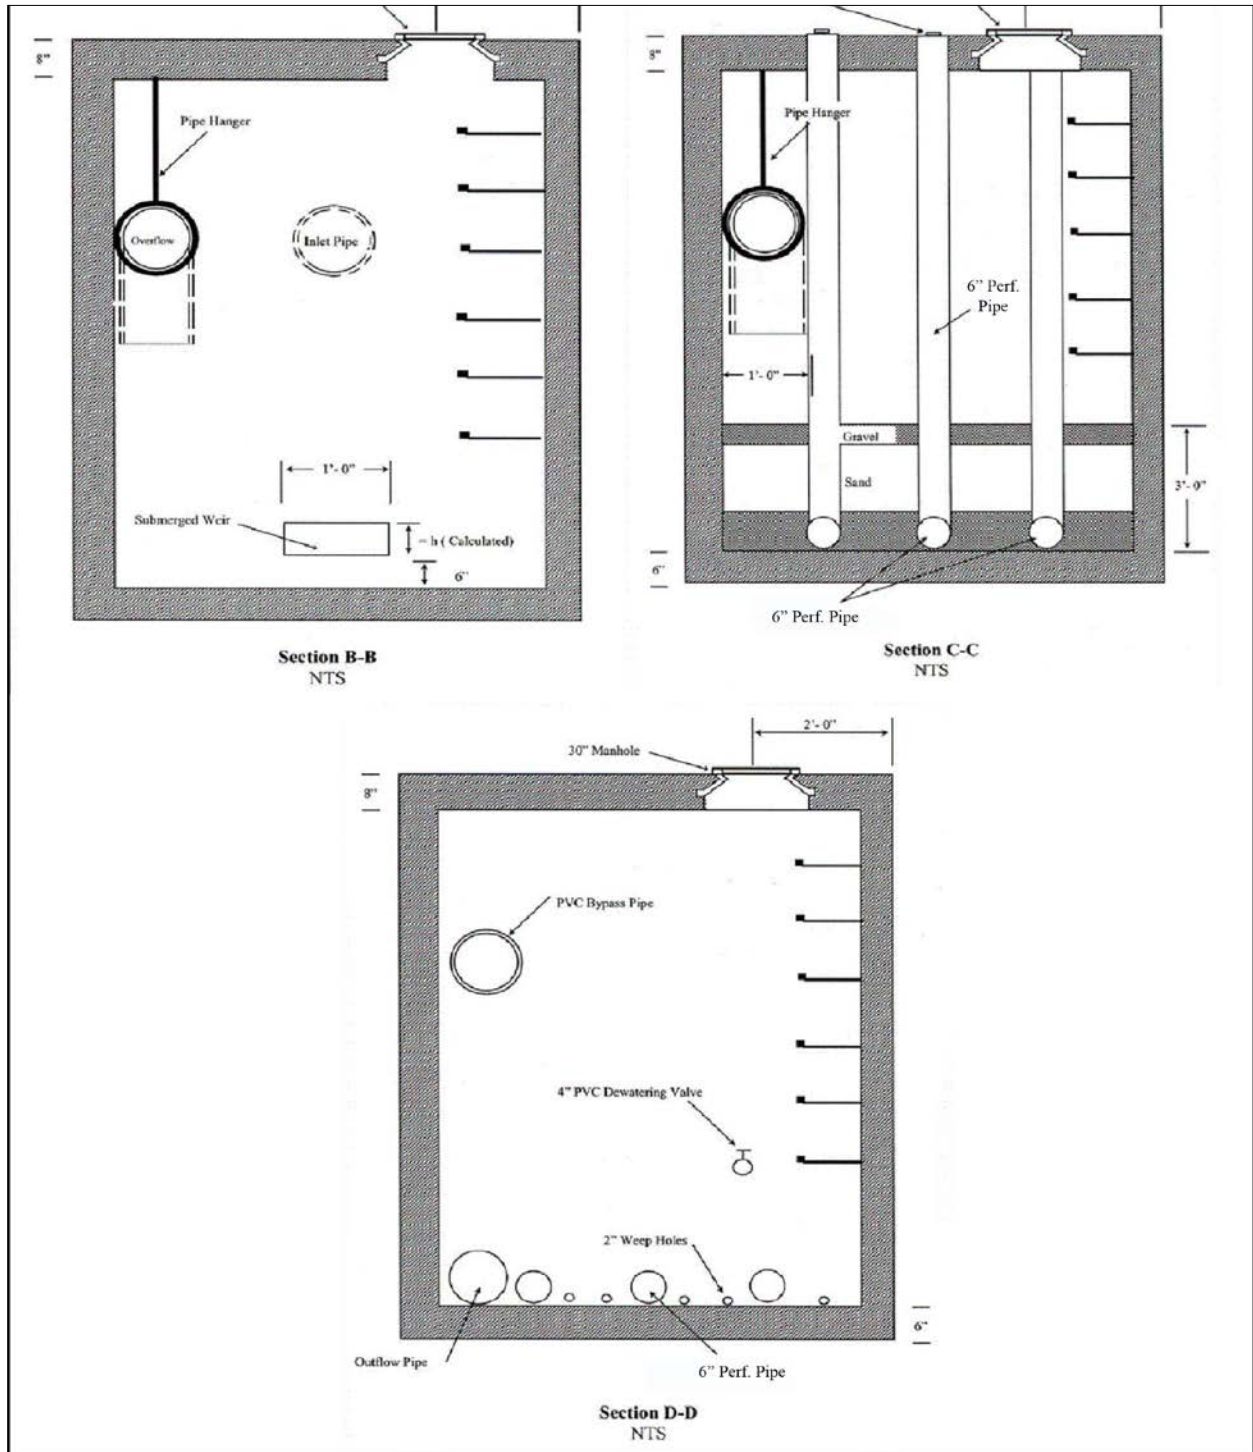 8"
Pipe Hanger
Overflow
Inlet Pipe
1'- 0"
Submerged Weir
= h ( Calculated)
6"
Section B-B
NTS
8"
Pipe Hanger
6" Perf.
Pipe
1'- 0"
Gravel
Sand
3'- 0"
6"
6" Perf. Pipe
Section C-C
NTS
2'- 0"
30" Manhole
8"
PVC Bypass Pipe
4" PVC Dewatering Valve
2" Weep Holes
6"
Outflow Pipe
6" Perf. Pipe
Section D-D
NTS